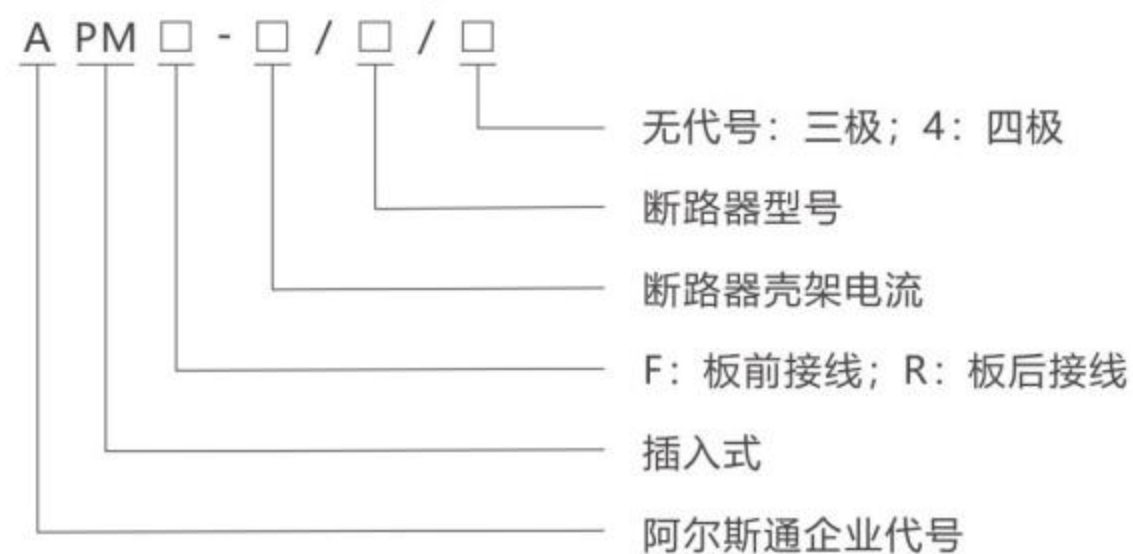 A PM □ - □ / □ / □
无代号：三极；4：四极
断路器型号
断路器壳架电流
F：板前接线；R：板后接线
插入式
阿尔斯通企业代号